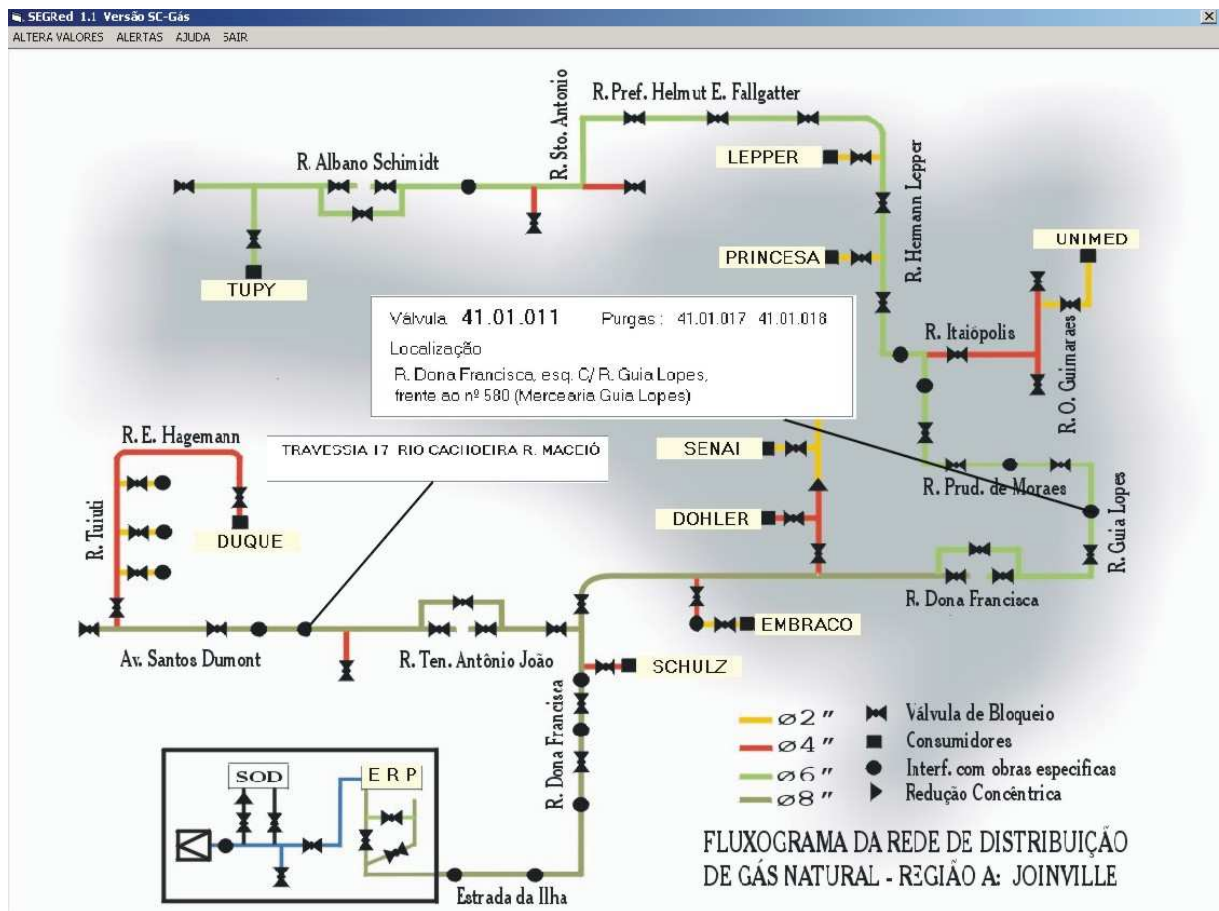 SEGRed 1.1 Versão SC-Gás
ALTERA VALORES ALERTAS AJUDA SAIR
R. Pref. Helmut E. Fallgatter
R. Sto. Antonio
R. Albano Schimidt
LEPPER
R. Hermann Lepper
UNIMED
PRINCESA
TUPY
Válvula 41.01.011 Purgas : 41.01.017 41.01.018
Localização
R. Dona Francisca, esq. C/ R. Guia Lopes,
frente ao nº 580 (Mercearia Guia Lopes)
R. Itaiópolis
R. O. Guimaraes
R. E. Hagemann
TRAVESSIA 17 RIO CACHOEIRA R. MACEIÓ
SENAI
R. Prud. de Moraes
R. Tuiuti
DUQUE
DOHLER
R. Guia Lopes
R. Dona Francisca
EMBRACO
Av. Santos Dumont
R. Ten. Antônio João
SCHULZ
R. Dona Francisca
ø2" Válvula de Bloqueio
ø4" Consumidores
ø6" Interf. com obras especificas
ø8" Redução Concêntrica
SOD
ERP
Estrada da Ilha
FLUXOGRAMA DA REDE DE DISTRIBUIÇÃO
DE GÁS NATURAL - REGIÃO A: JOINVILLE